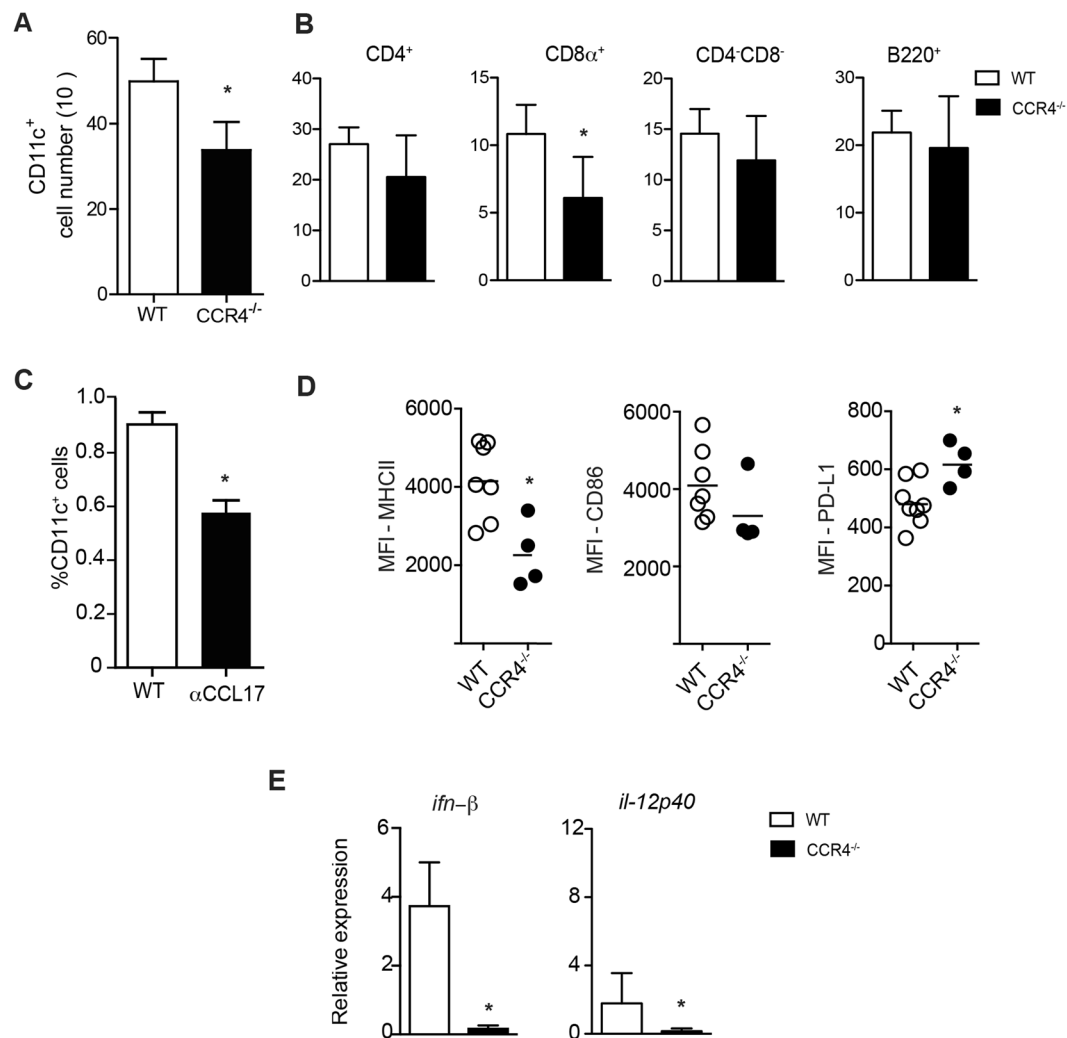 A
CD11c⁺
cell number (10 )
60
40
20
0
WT
CCR4⁻/⁻
*
B
CD4⁺
40
30
20
10
0
CD8α⁺
15
10
5
0
*
CD4⁻CD8⁻
20
15
10
5
0
B220⁺
30
20
10
0
WT
CCR4⁻/⁻
C
%CD11c⁺ cells
1.0
0.8
0.6
0.4
0.2
0
WT
αCCL17
*
D
MFI - MHCII
6000
4000
2000
*
WT
CCR4⁻/⁻
MFI - CD86
6000
4000
2000
WT
CCR4⁻/⁻
MFI - PD-L1
800
600
400
200
0
*
WT
CCR4⁻/⁻
E
Relative expression
ifn–β
6
4
2
0
*
il-12p40
12
8
4
0
*
WT
CCR4⁻/⁻